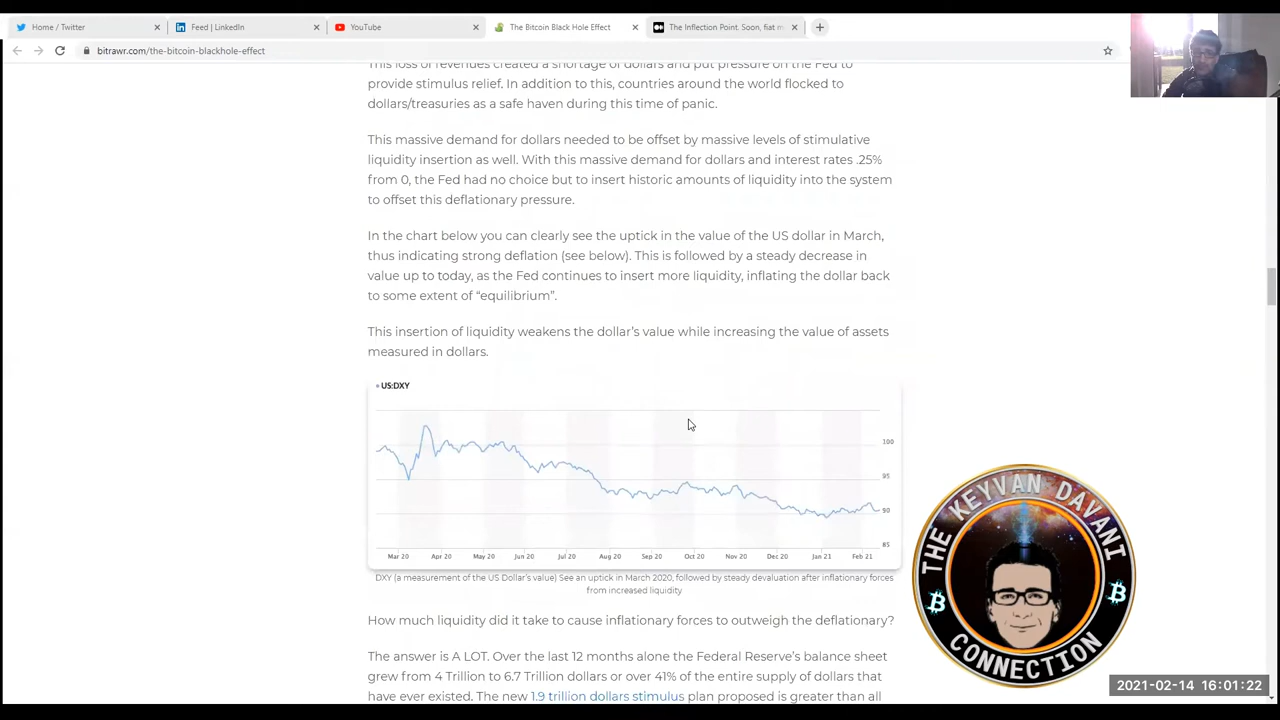 Home / Twitter
Feed | LinkedIn
YouTube
The Bitcoin Black Hole Effect
The Inflection Point. Soon, fiat m
bitrawr.com/the-bitcoin-blackhole-effect
This loss of revenues created a shortage of dollars and put pressure on the Fed to
provide stimulus relief. In addition to this, countries around the world flocked to
dollars/treasuries as a safe haven during this time of panic.
This massive demand for dollars needed to be offset by massive levels of stimulative
liquidity insertion as well. With this massive demand for dollars and interest rates .25%
from 0, the Fed had no choice but to insert historic amounts of liquidity into the system
to offset this deflationary pressure.
In the chart below you can clearly see the uptick in the value of the US dollar in March,
thus indicating strong deflation (see below). This is followed by a steady decrease in
value up to today, as the Fed continues to insert more liquidity, inflating the dollar back
to some extent of “equilibrium”.
This insertion of liquidity weakens the dollar’s value while increasing the value of assets
measured in dollars.
US:DXY
100
95
90
85
Mar 20 Apr 20 May 20 Jun 20 Jul 20 Aug 20 Sep 20 Oct 20 Nov 20 Dec 20 Jan 21 Feb 21
DXY (a measurement of the US Dollar’s value) See an uptick in March 2020, followed by steady devaluation after inflationary forces
from increased liquidity
How much liquidity did it take to cause inflationary forces to outweigh the deflationary?
The answer is A LOT. Over the last 12 months alone the Federal Reserve’s balance sheet
grew from 4 Trillion to 6.7 Trillion dollars or over 41% of the entire supply of dollars that
have ever existed. The new 1.9 trillion dollars stimulus plan proposed is greater than all
THE KEYVAN DAVANI
CONNECTION
2021-02-14 16:01:22